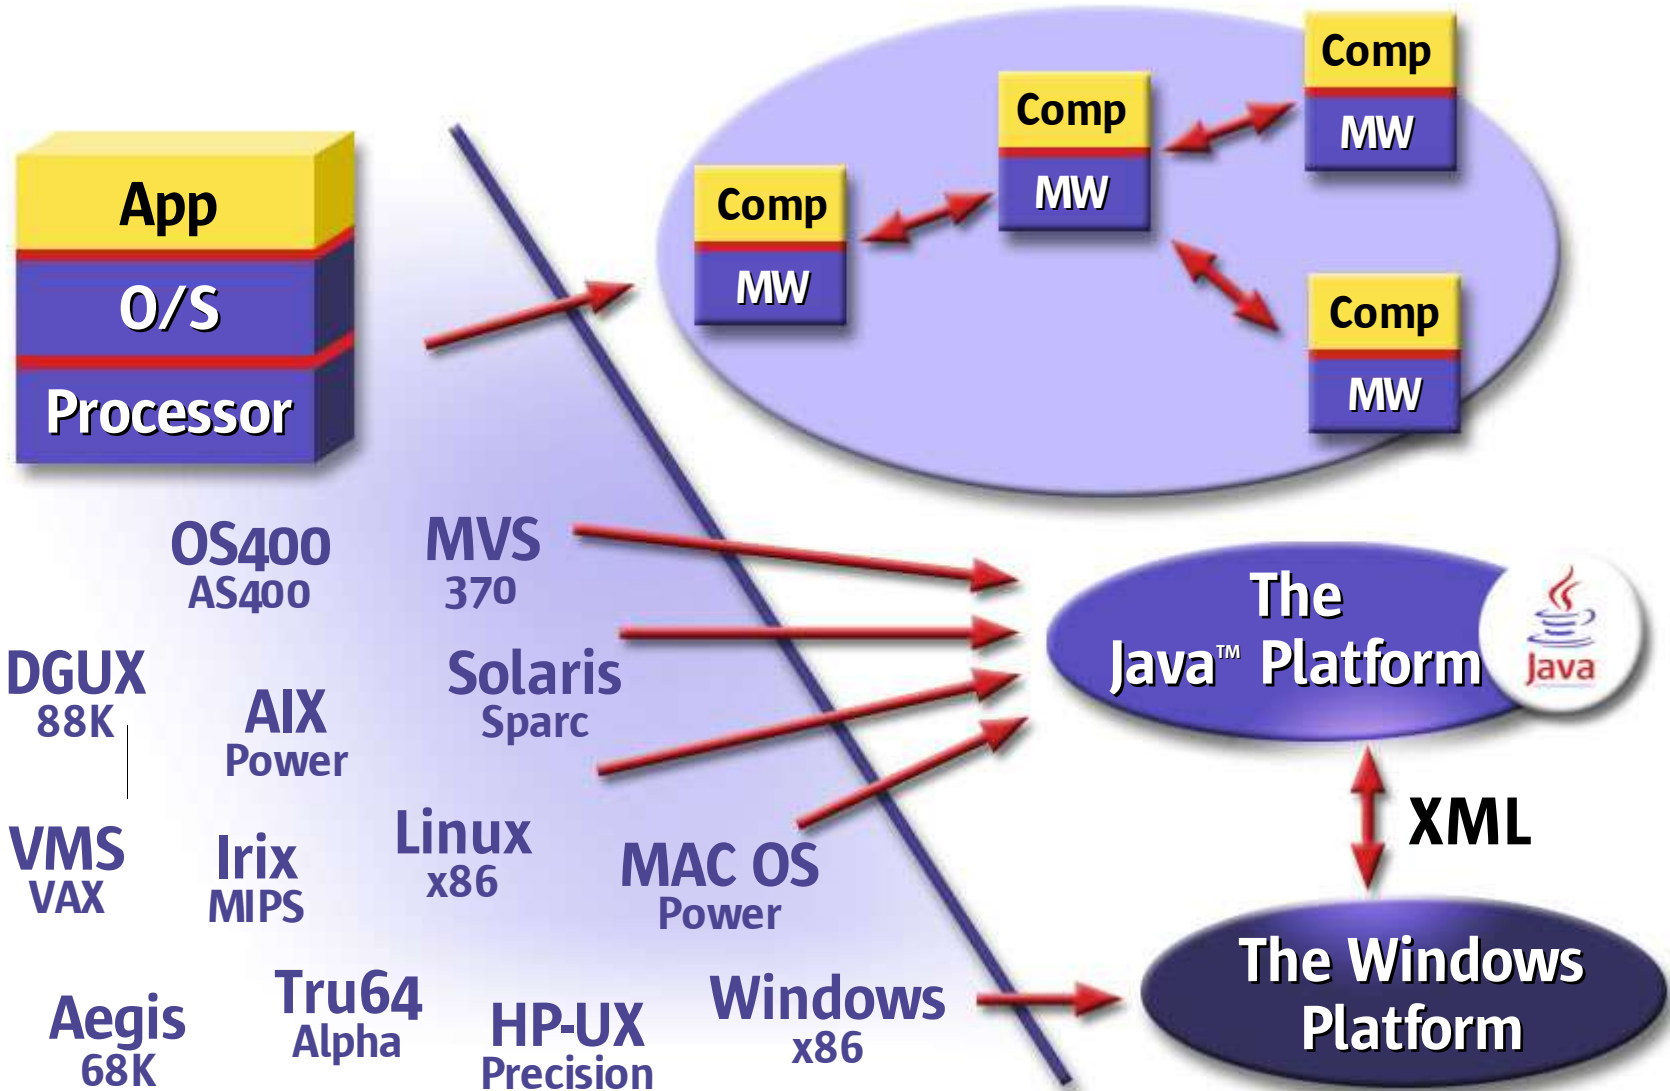 App
O/S
Processor
Comp
MW
Comp
MW
Comp
MW
Comp
MW
OS400
AS400
MVS
370
DGUX
88K
AIX
Power
Solaris
Sparc
VMS
VAX
Irix
MIPS
Linux
x86
MAC OS
Power
Aegis
68K
Tru64
Alpha
HP-UX
Precision
Windows
x86
The
Java™ Platform
Java
XML
The Windows
Platform